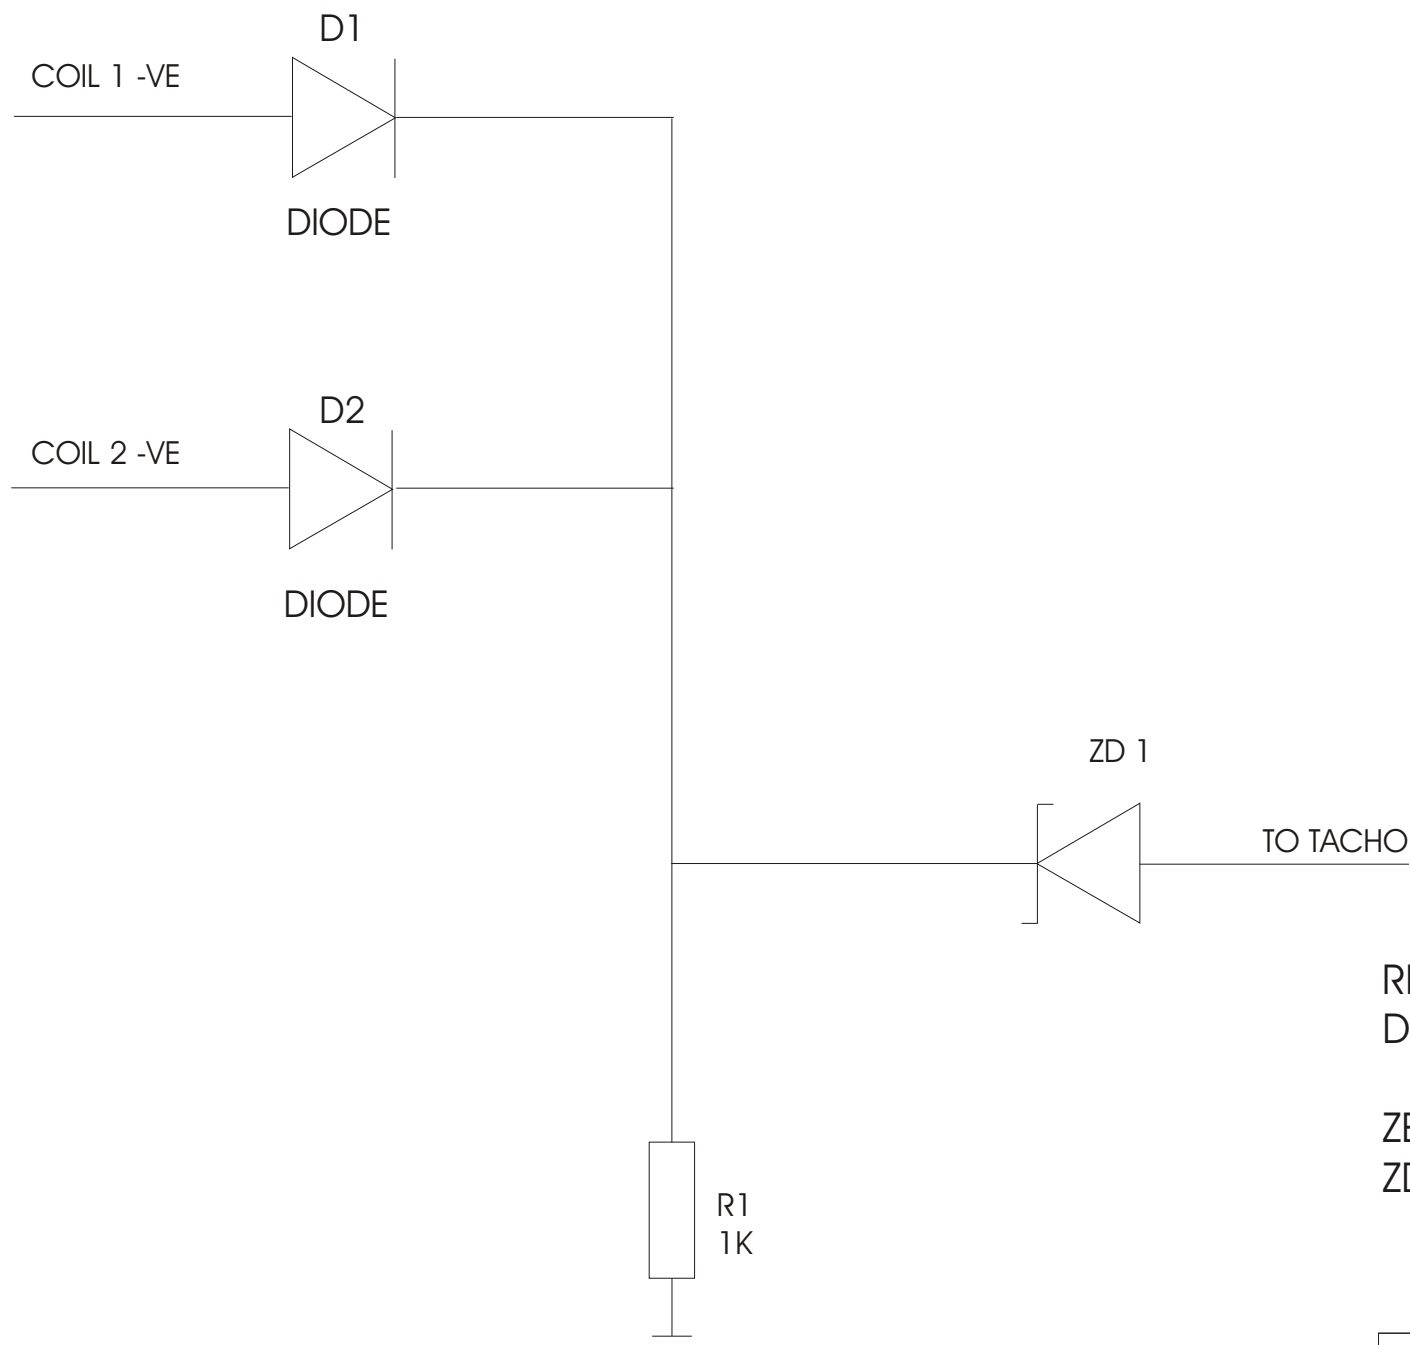 D1
COIL 1 -VE
DIODE
D2
COIL 2 -VE
DIODE
ZD 1
TO TACHO
R1
1K